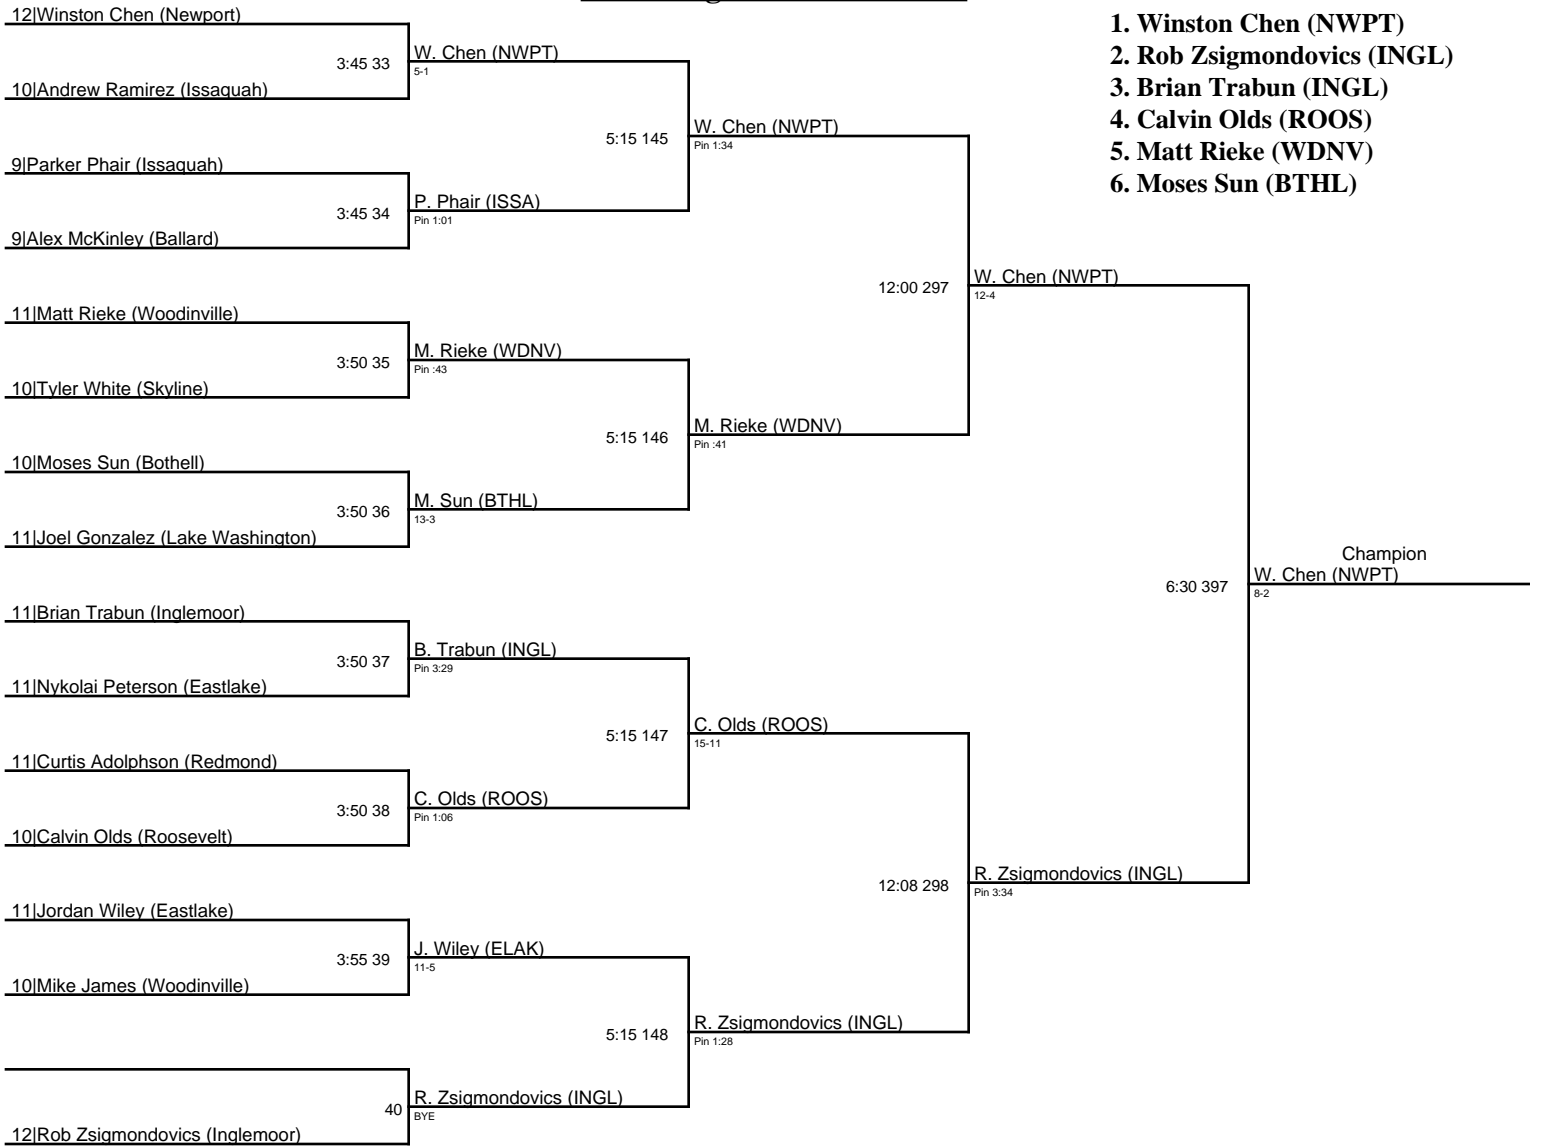 12|Winston Chen (Newport)
3:45 33
10|Andrew Ramirez (Issaquah)
9|Parker Phair (Issaquah)
3:45 34
9|Alex McKinley (Ballard)
11|Matt Rieke (Woodinville)
3:50 35
10|Tyler White (Skyline)
10|Moses Sun (Bothell)
3:50 36
11|Joel Gonzalez (Lake Washington)
11|Brian Trabun (Inglemoor)
3:50 37
11|Nykolai Peterson (Eastlake)
11|Curtis Adolphson (Redmond)
3:50 38
10|Calvin Olds (Roosevelt)
11|Jordan Wiley (Eastlake)
3:55 39
10|Mike James (Woodinville)
40
12|Rob Zsigmondovics (Inglemoor)
W. Chen (NWPT)
5-1
5:15 145
P. Phair (ISSA)
Pin 1:01
M. Rieke (WDNV)
Pin :43
5:15 146
M. Sun (BTHL)
13-3
B. Trabun (INGL)
Pin 3:29
5:15 147
C. Olds (ROOS)
Pin 1:06
J. Wiley (ELAK)
11-5
5:15 148
R. Zsigmondovics (INGL)
BYE
W. Chen (NWPT)
Pin 1:34
12:00 297
M. Rieke (WDNV)
Pin :41
C. Olds (ROOS)
15-11
12:08 298
R. Zsigmondovics (INGL)
Pin 1:28
W. Chen (NWPT)
12-4
6:30 397
R. Zsigmondovics (INGL)
Pin 3:34
Champion
W. Chen (NWPT)
8-2
1. Winston Chen (NWPT)
2. Rob Zsigmondovics (INGL)
3. Brian Trabun (INGL)
4. Calvin Olds (ROOS)
5. Matt Rieke (WDNV)
6. Moses Sun (BTHL)